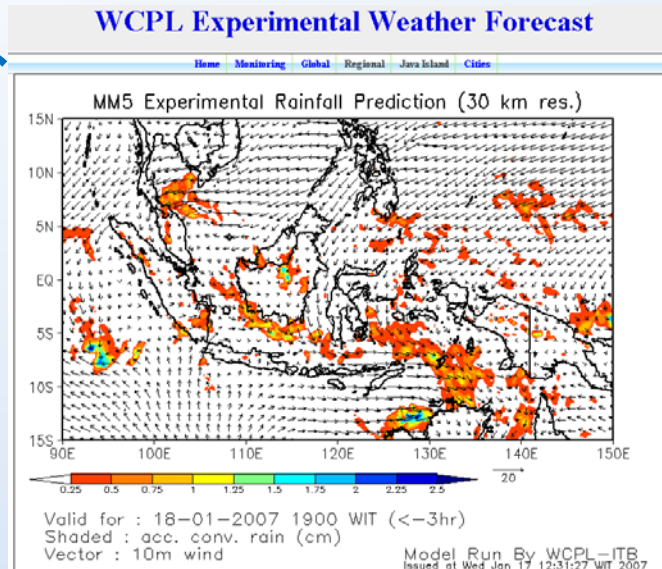 WCPL Experimental Weather Forecast
Home Monitoring Global Regional Java Island Cities
MM5 Experimental Rainfall Prediction (30 km res.)
15N
10N
5N
EQ
5S
10S
15S
90E 100E 110E 120E 130E 140E 150E
0.25 0.5 0.75 1 1.25 1.5 1.75 2 2.25 2.5
20
Valid for : 18-01-2007 1900 WIT (<-3hr)
Shaded : acc. conv. rain (cm)
Vector : 10m wind
Model Run By WCPL-ITB
Issued at Wed Jan 17 12:31:27 WIT 2007